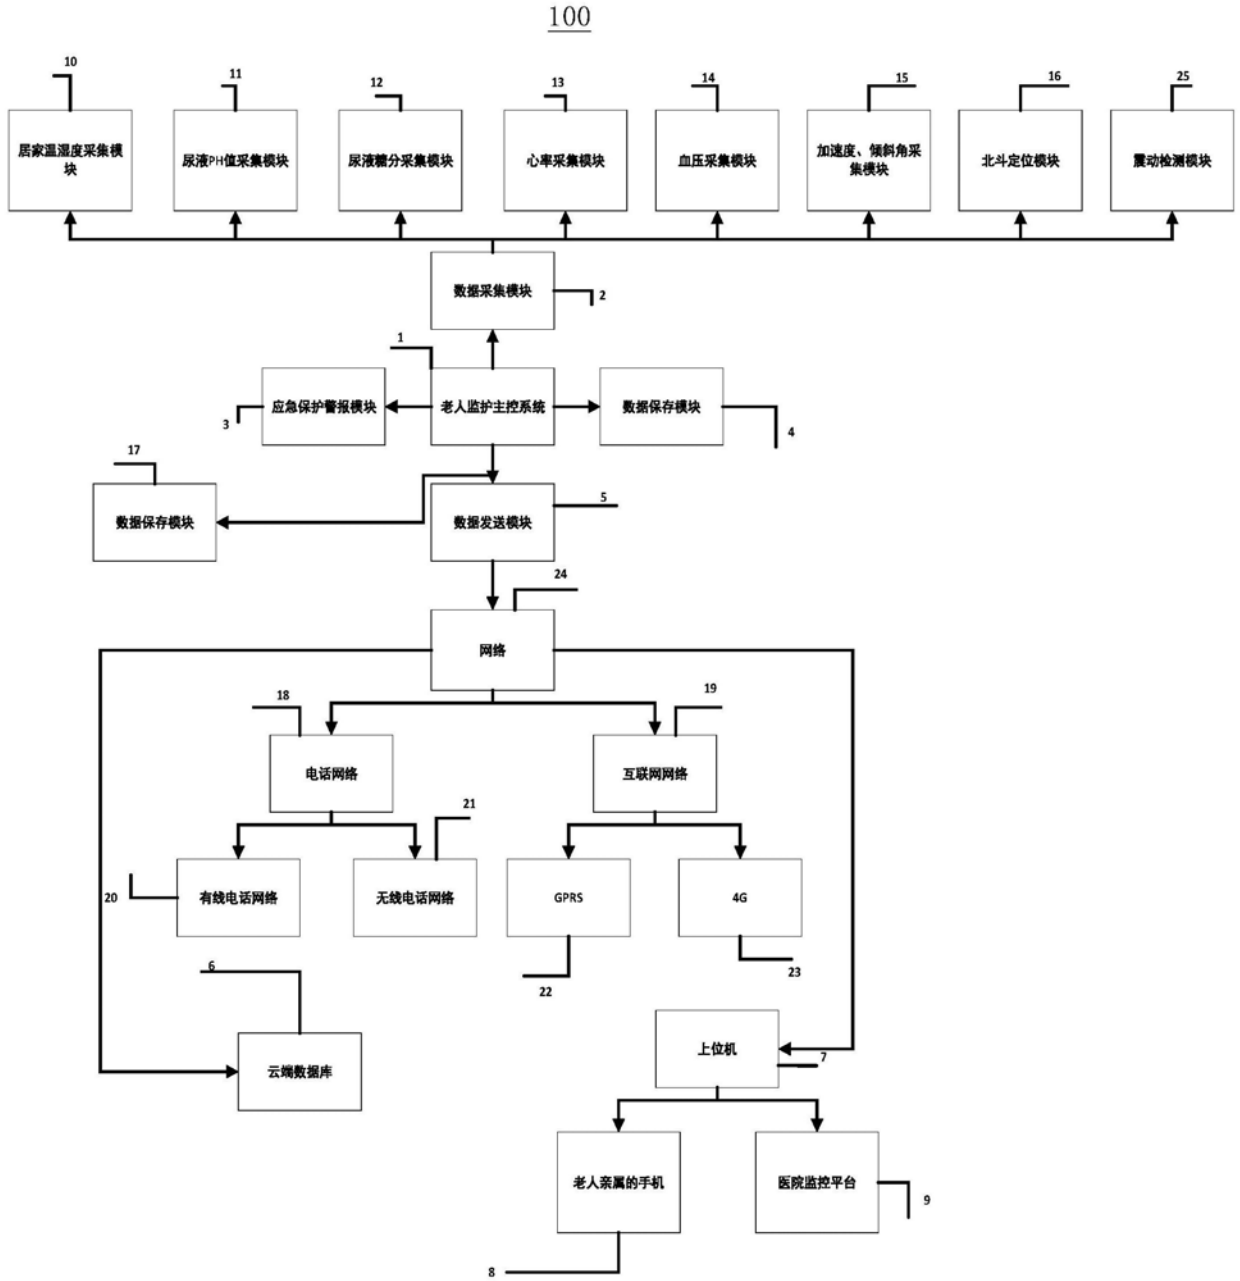 100
10
11
12
13
14
15
16
25
居家温湿度采集模
块
尿液PH值采集模块
尿液糖分采集模块
心率采集模块
血压采集模块
加速度、倾斜角采
集模块
北斗定位模块
震动检测模块
数据采集模块
2
1
应急保护警报模块
老人监护主控系统
数据保存模块
3
4
17
数据保存模块
数据发送模块
5
24
网络
18
19
电话网络
互联网网络
21
20
有线电话网络
无线电话网络
GPRS
4G
6
22
23
云端数据库
上位机
7
老人亲属的手机
医院监控平台
9
8